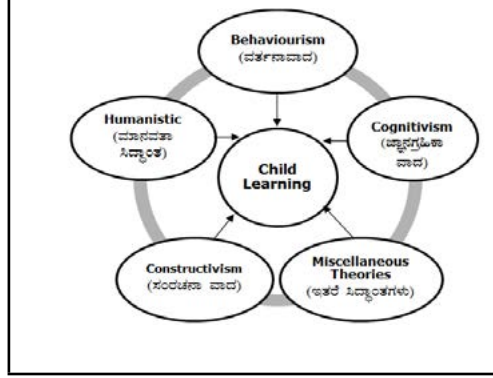 Behaviourism
(ವರ್ತನಾವಾದ)
Humanistic
(ಮಾನವತಾ
ಸಿದ್ಧಾಂತ)
Cognitivism
(ಜ್ಞಾನಗ್ರಹಿಕಾ
ವಾದ)
Child
Learning
Constructivism
(ಸಂರಚನಾ ವಾದ)
Miscellaneous
Theories
(ಇತರೆ ಸಿದ್ಧಾಂತಗಳು)